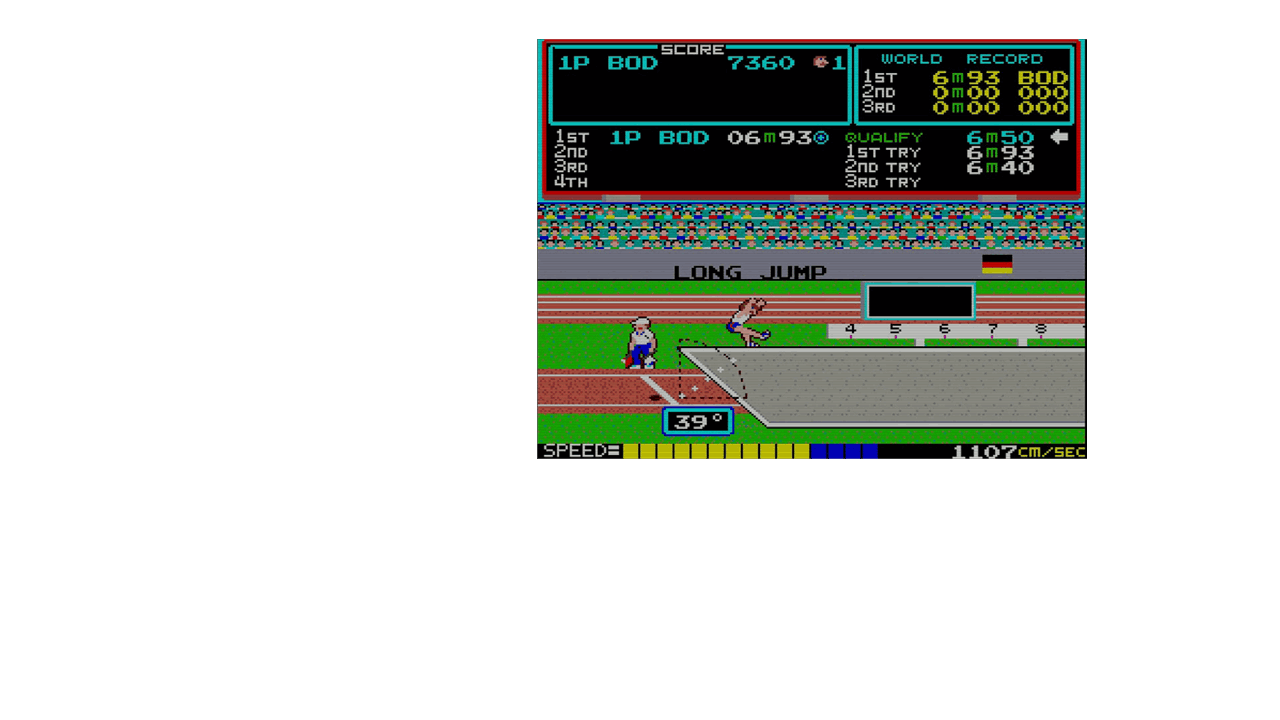 SCORE
1P BOD 7360 1
WORLD RECORD
1ST 6m93 BOD
2ND 0m00 000
3RD 0m00 000
1ST 1P BOD 06m93
2ND
3RD
4TH
QUALIFY 6m50
1ST TRY 6m93
2ND TRY 6m40
3RD TRY
LONG JUMP
4 5 6 7 8
39°
SPEED= 1107CM/SEC